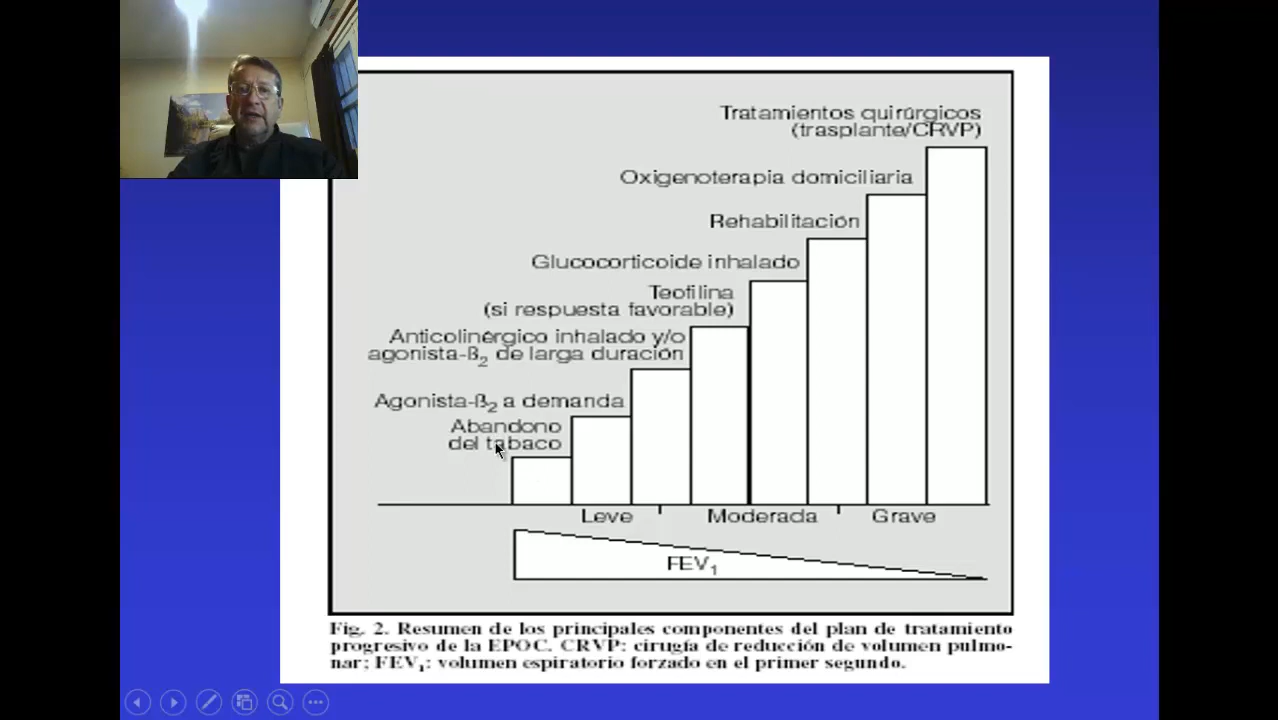 Tratamientos quirúrgicos
(trasplante/CRVP)
Oxigenoterapia domiciliaria
Rehabilitación
Glucocorticoide inhalado
Teofilina
(si respuesta favorable)
Anticolinérgico inhalado y/o
agonista-ß₂ de larga duración
Agonista-ß₂ a demanda
Abandono
del tabaco
Leve Moderada Grave
FEV₁
Fig. 2. Resumen de los principales componentes del plan de tratamiento
progresivo de la EPOC. CRVP: cirugía de reducción de volumen pulmo-
nar; FEV₁: volumen espiratorio forzado en el primer segundo.